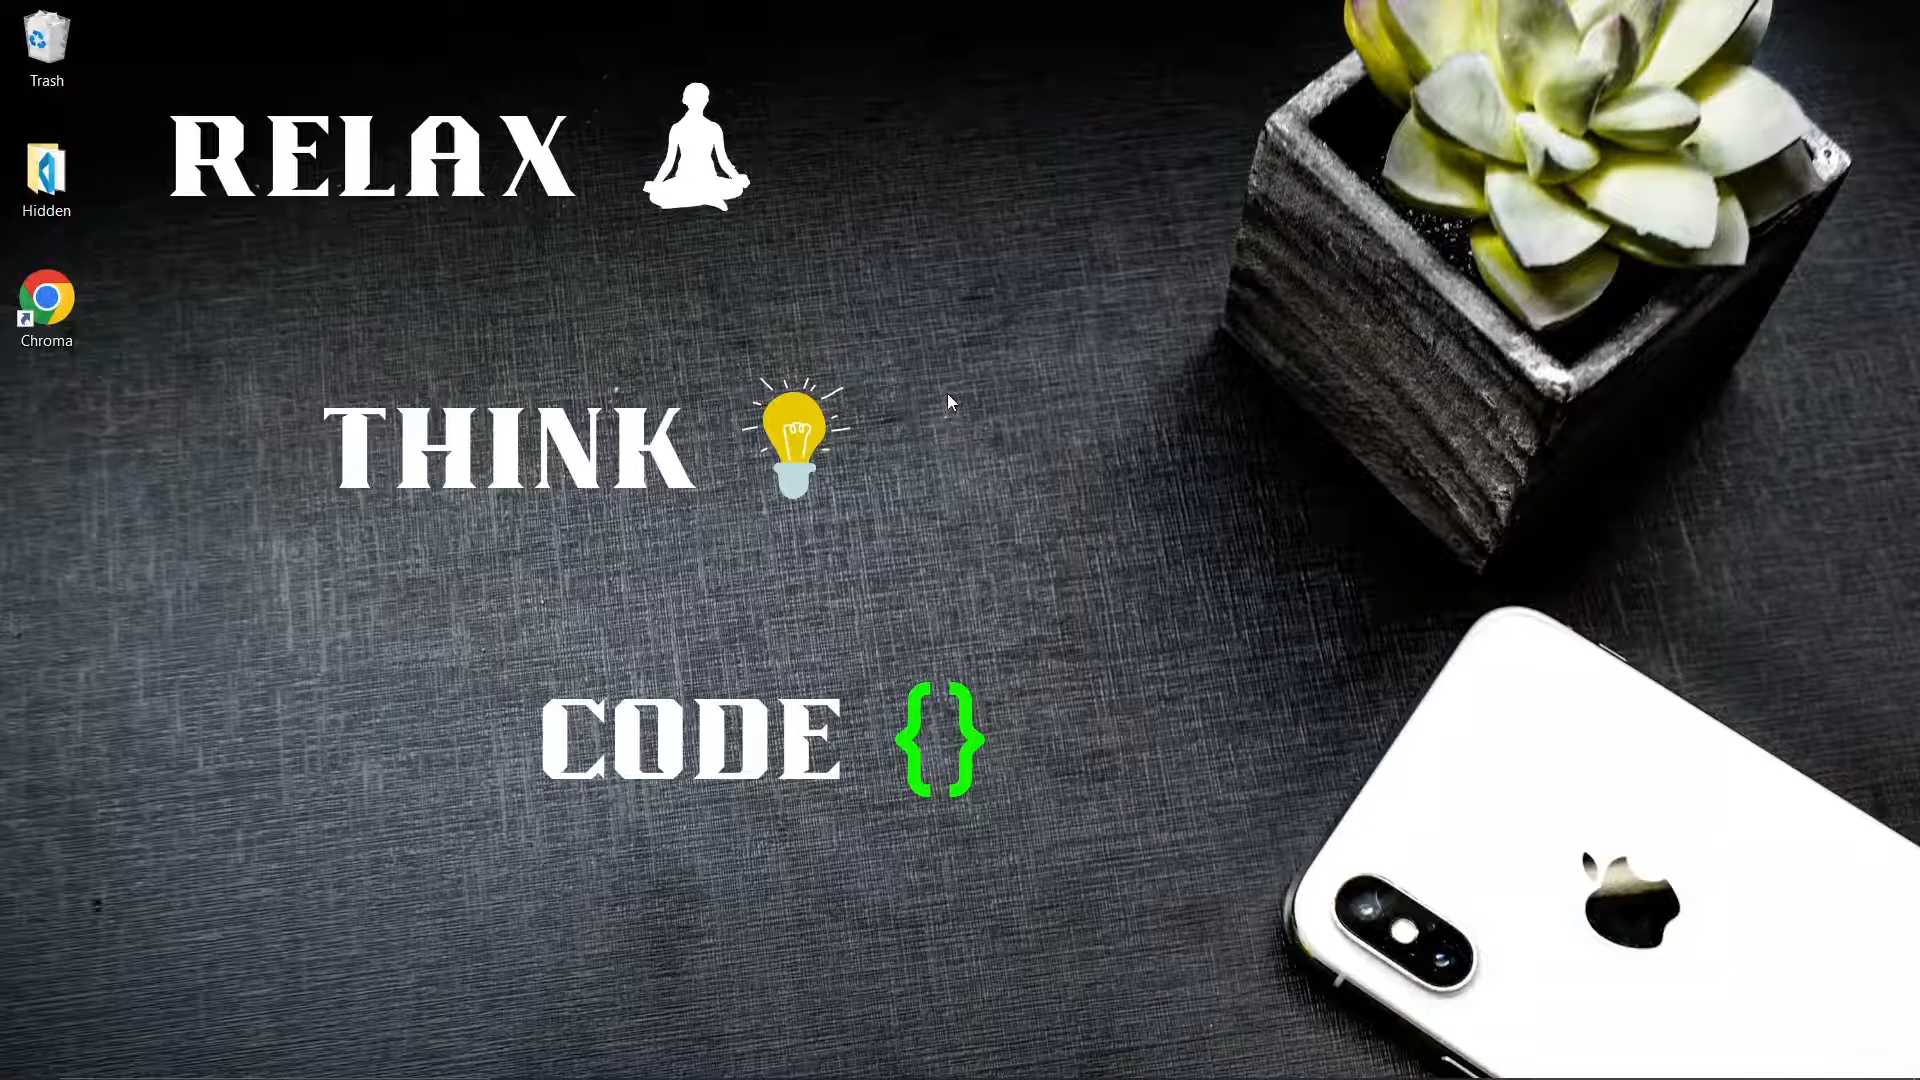 Trash
RELAX
Hidden
Chroma
THINK
CODE {}